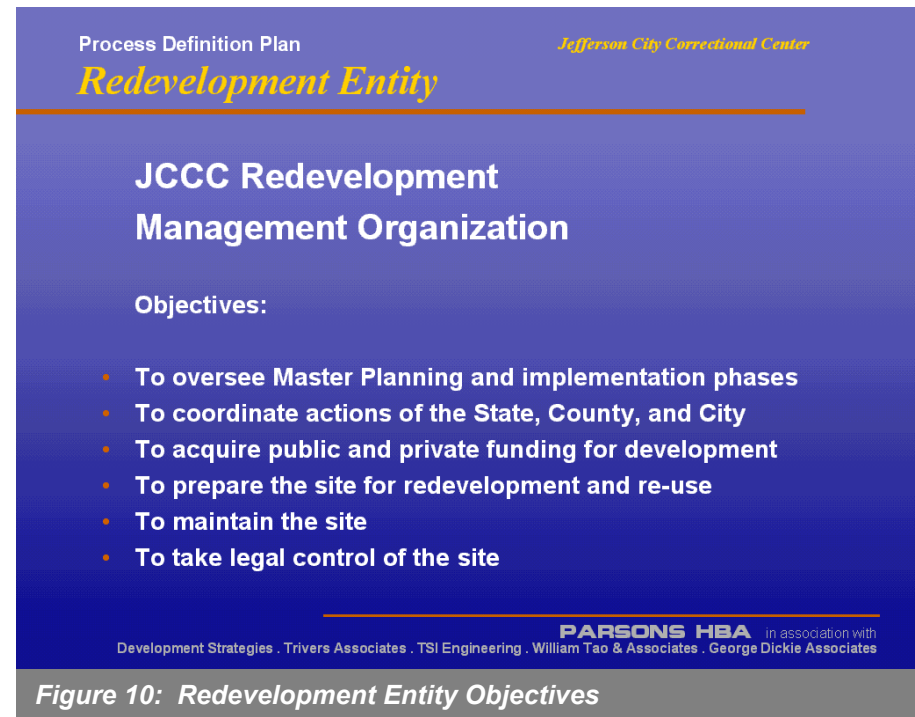 Process Definition Plan
Jefferson City Correctional Center
Redevelopment Entity
JCCC Redevelopment
Management Organization
Objectives:
• To oversee Master Planning and implementation phases
• To coordinate actions of the State, County, and City
• To acquire public and private funding for development
• To prepare the site for redevelopment and re-use
• To maintain the site
• To take legal control of the site
PARSONS HBA in association with
Development Strategies . Trivers Associates . TSI Engineering . William Tao & Associates . George Dickie Associates
Figure 10: Redevelopment Entity Objectives